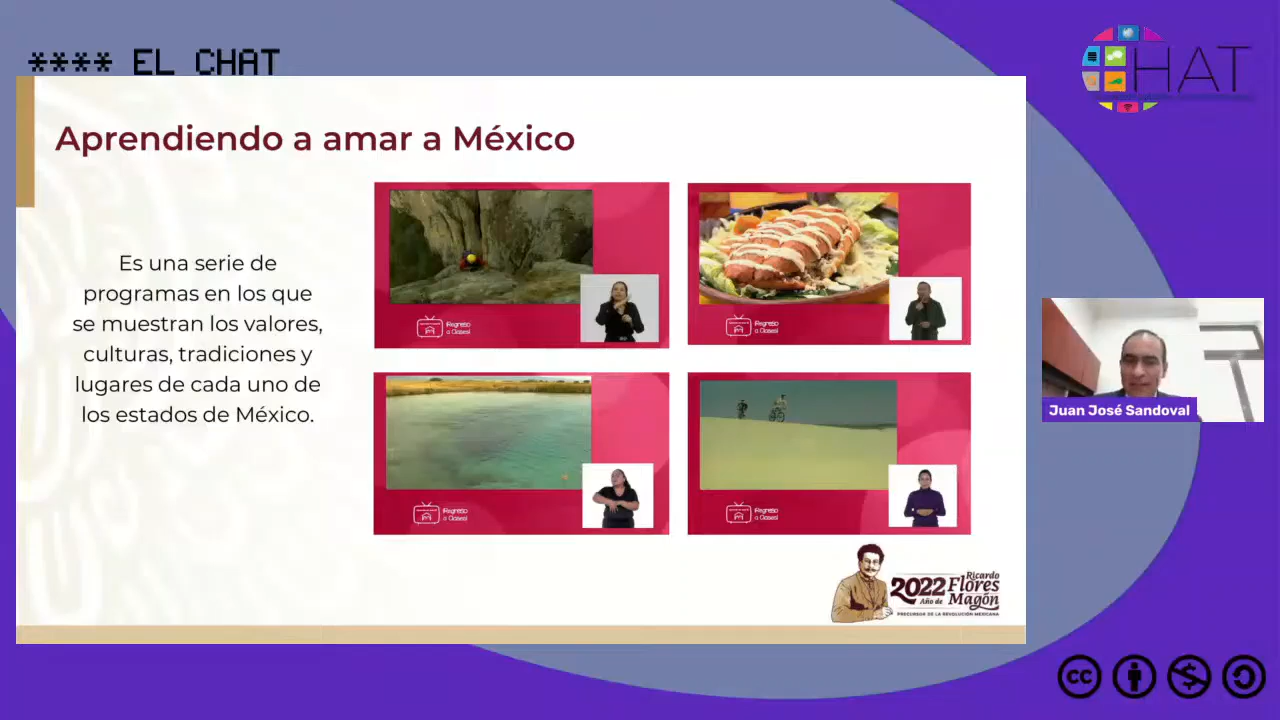 **** EL CHAT
HAT
Aprendiendo a amar a México
Es una serie de
programas en los que
se muestran los valores,
culturas, tradiciones y
lugares de cada uno de
los estados de México.
¡Regreso
a Clases!
¡Regreso
a Clases!
¡Regreso
a Clases!
¡Regreso
a Clases!
Juan José Sandoval
2022 Ricardo
Flores
Año de Magón
PRECURSOR DE LA REVOLUCIÓN MEXICANA
CC